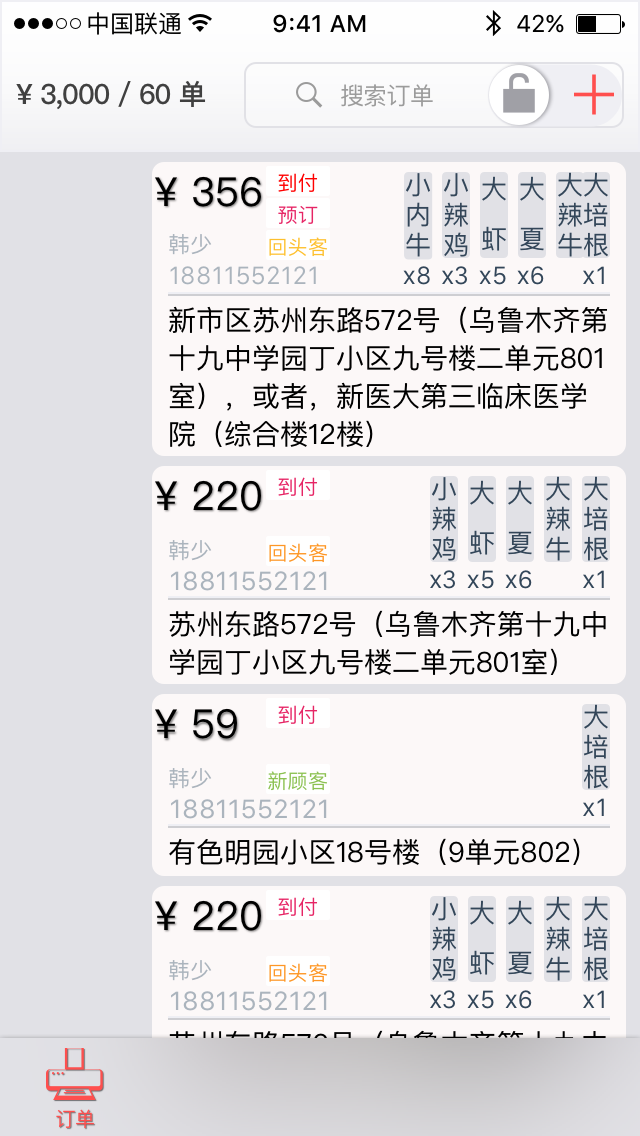 中国联通 9:41 AM 42%
¥ 3,000 / 60 单 搜索订单
¥ 356 到付
预订
韩少 回头客
18811552121
小内牛 小辣鸡 大虾 大夏 大辣牛 大培根
x8 x3 x5 x6 x1
新市区苏州东路572号（乌鲁木齐第
十九中学园丁小区九号楼二单元801
室），或者，新医大第三临床医学
院（综合楼12楼）
¥ 220 到付
韩少 回头客
18811552121
小辣鸡 大虾 大夏 大辣牛 大培根
x3 x5 x6 x1
苏州东路572号（乌鲁木齐第十九中
学园丁小区九号楼二单元801室）
¥ 59 到付
韩少 新顾客
18811552121
大培根
x1
有色明园小区18号楼（9单元802）
¥ 220 到付
韩少 回头客
18811552121
小辣鸡 大虾 大夏 大辣牛 大培根
x3 x5 x6 x1
订单